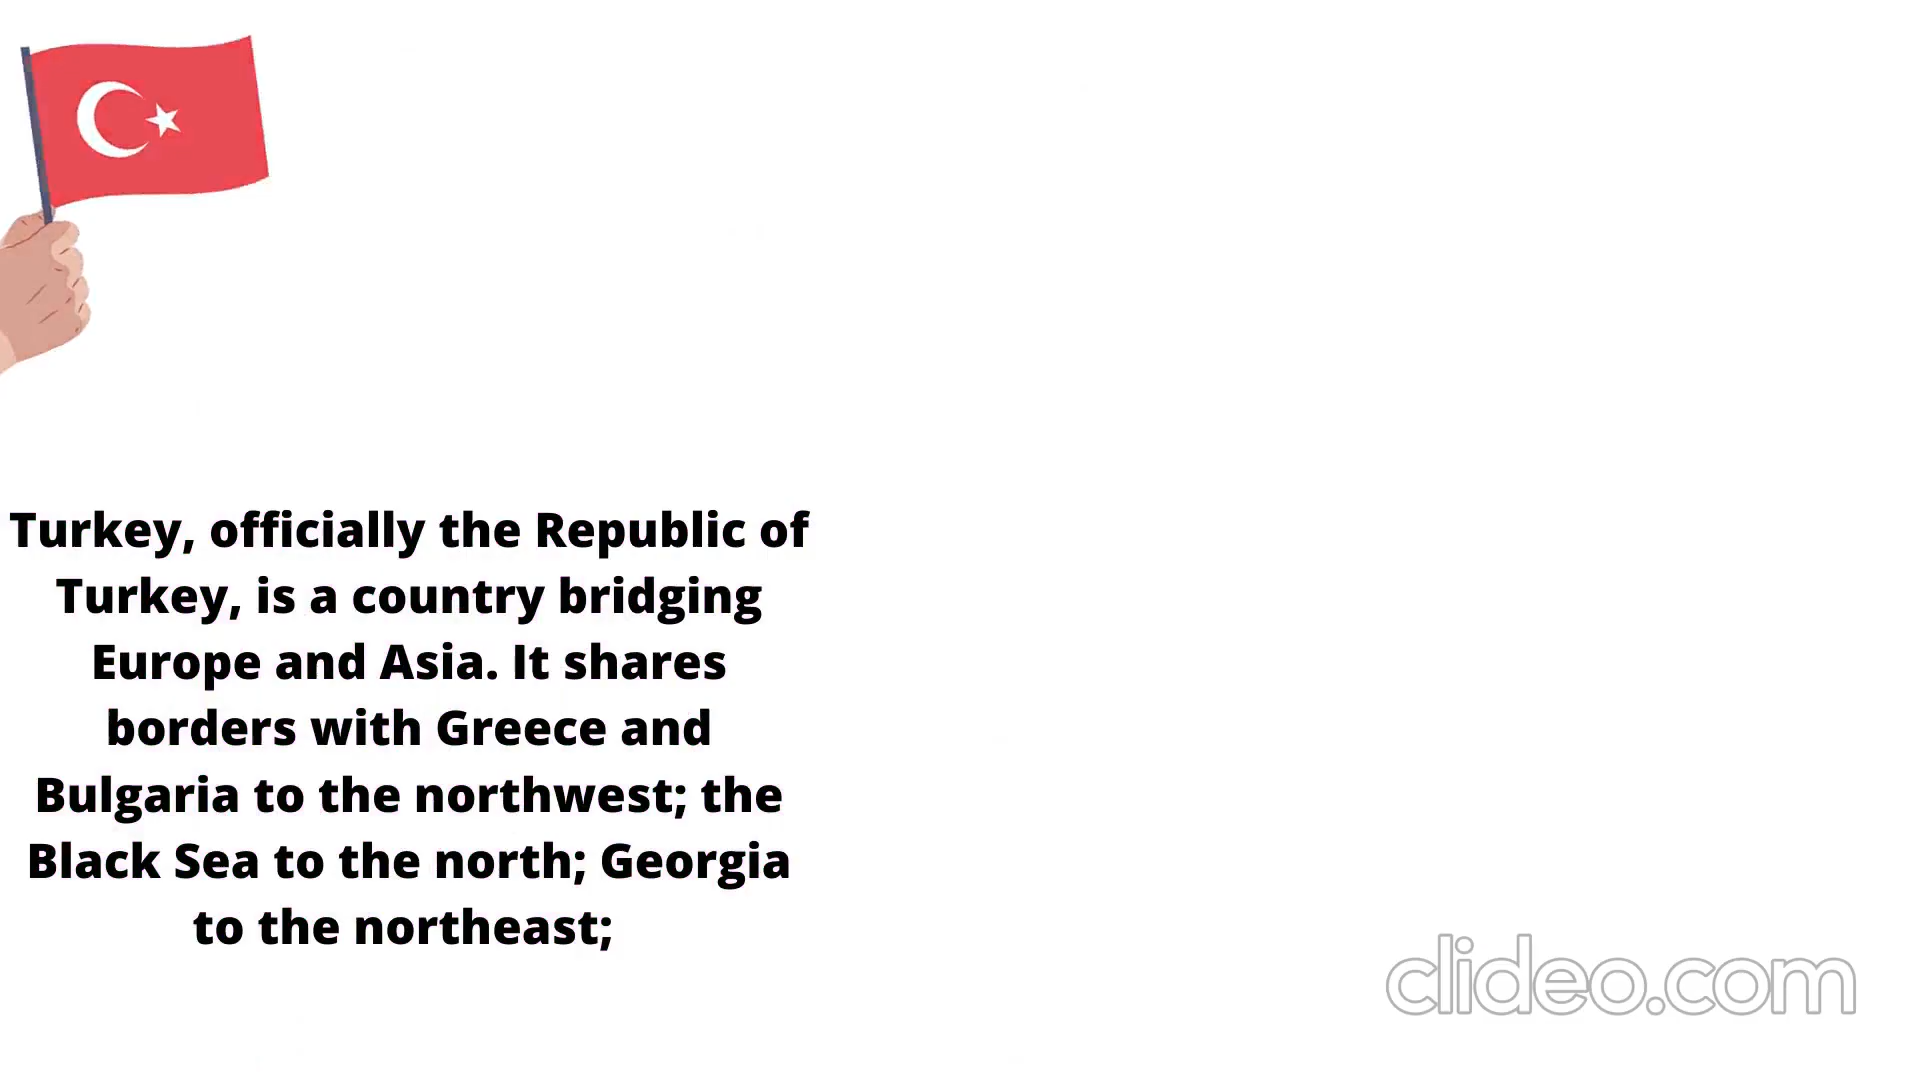 Turkey, officially the Republic of
Turkey, is a country bridging
Europe and Asia. It shares
borders with Greece and
Bulgaria to the northwest; the
Black Sea to the north; Georgia
to the northeast;
clideo.com